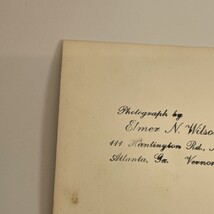 Photograph by
Elmer N. Wilso
111 Huntington Rd., N
Atlanta, Ga. Vernon